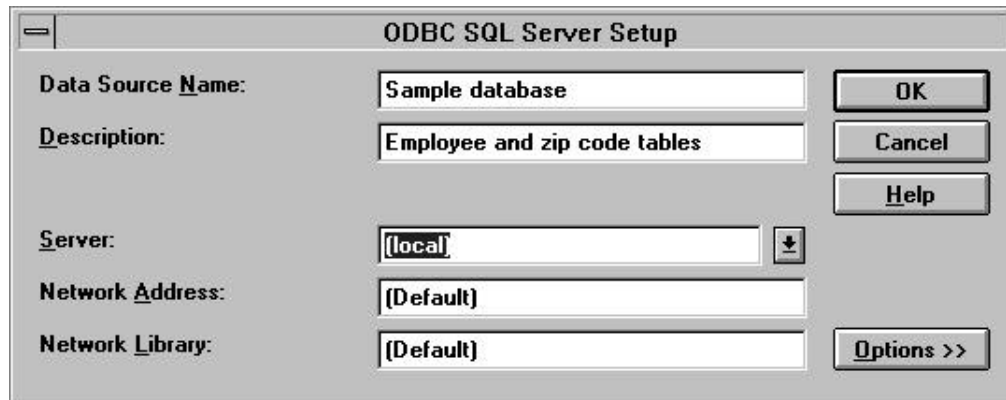 ODBC SQL Server Setup
Data Source Name: Sample database OK
Description: Employee and zip code tables Cancel
Help
Server: (local)
Network Address: (Default)
Network Library: (Default) Options >>